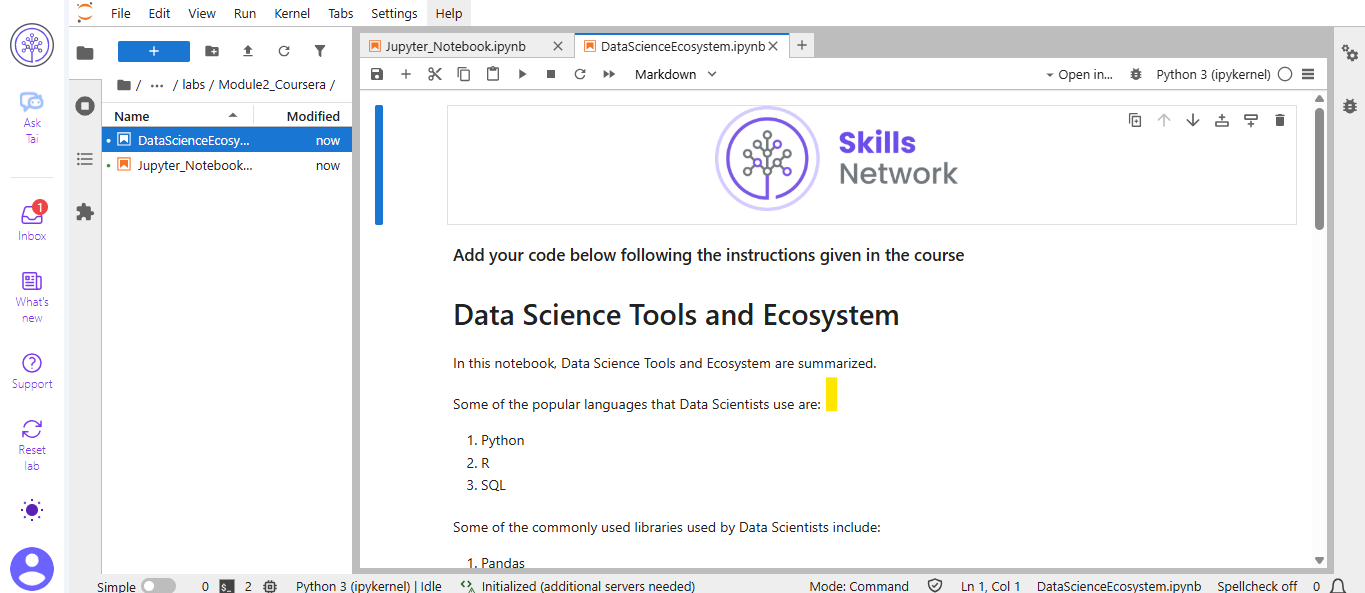 File Edit View Run Kernel Tabs Settings Help
Ask
Tai
1
Inbox
What's
new
Support
Reset
lab
+
/ ... / labs / Module2_Coursera /
Name Modified
DataScienceEcosy... now
Jupyter_Notebook... now
Jupyter_Notebook.ipynb
DataScienceEcosystem.ipynb
Markdown
Open in...
Python 3 (ipykernel)
Skills
Network
Add your code below following the instructions given in the course
Data Science Tools and Ecosystem
In this notebook, Data Science Tools and Ecosystem are summarized.
Some of the popular languages that Data Scientists use are:
1. Python
2. R
3. SQL
Some of the commonly used libraries used by Data Scientists include:
1. Pandas
Simple 0 $_ 2 Python 3 (ipykernel) | Idle Initialized (additional servers needed) Mode: Command Ln 1, Col 1 DataScienceEcosystem.ipynb Spellcheck off 0